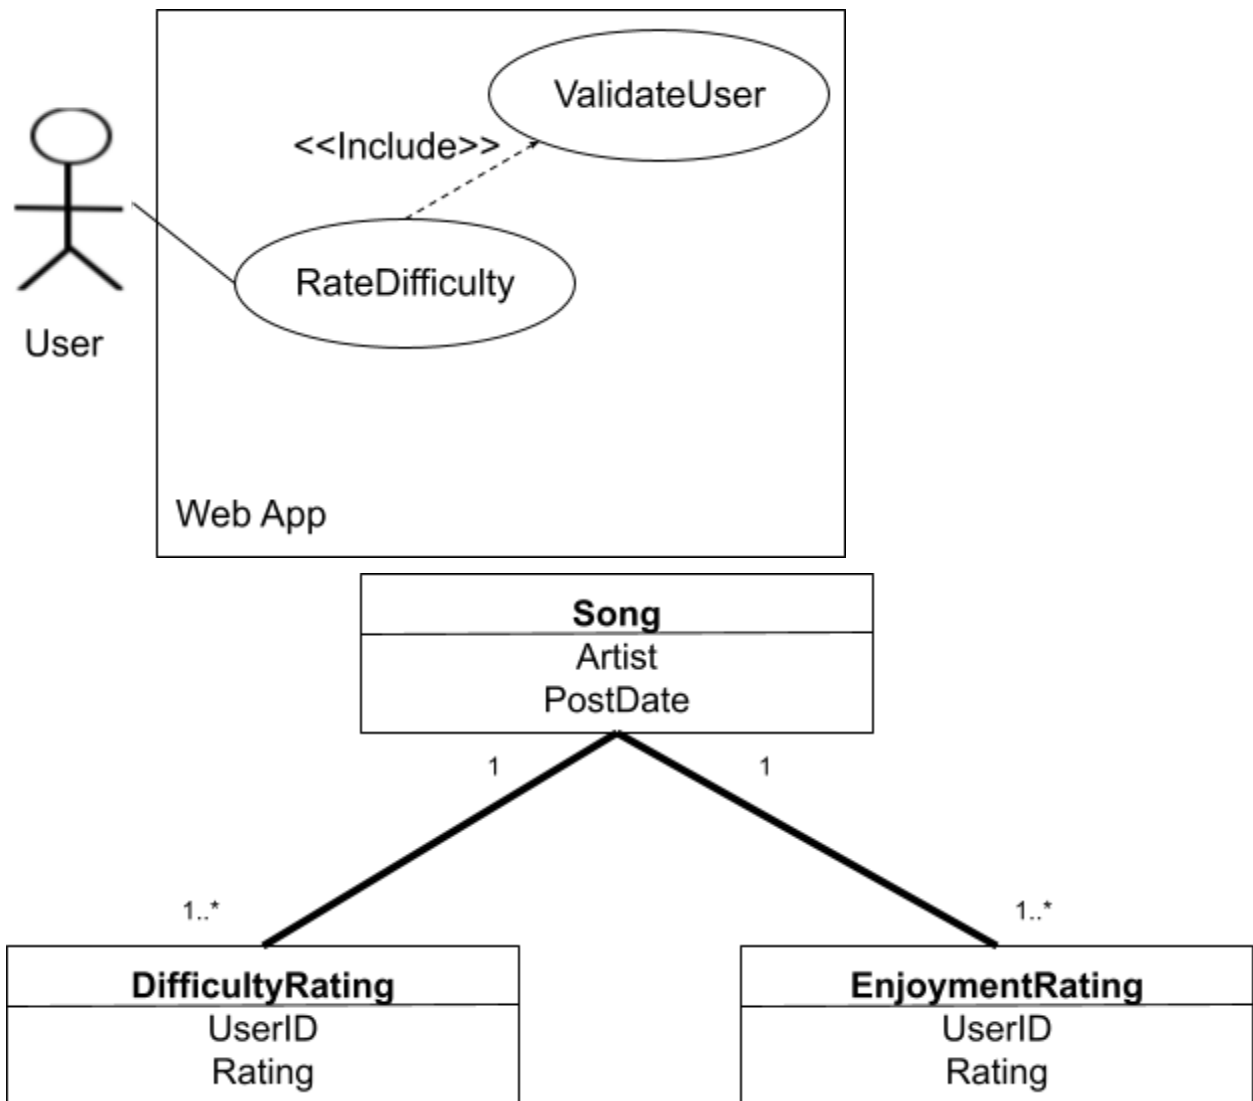 ValidateUser
<<Include>>
RateDifficulty
User
Web App
Song
Artist
PostDate
1
1
1..*
1..*
DifficultyRating
UserID
Rating
EnjoymentRating
UserID
Rating